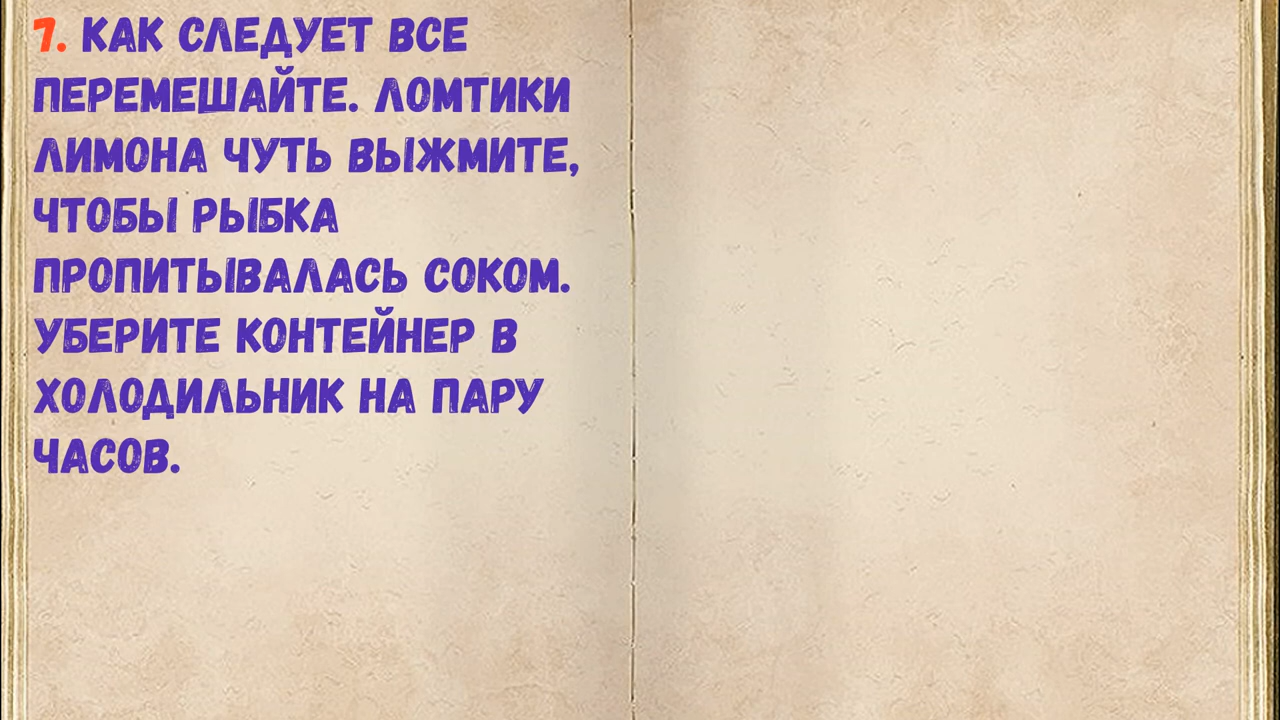 7. КАК СЛЕДУЕТ ВСЕ
ПЕРЕМЕШАЙТЕ. ЛОМТИКИ
ЛИМОНА ЧУТЬ ВЫЖМИТЕ,
ЧТОБЫ РЫБКА
ПРОПИТЫВАЛАСЬ СОКОМ.
УБЕРИТЕ КОНТЕЙНЕР В
ХОЛОДИЛЬНИК НА ПАРУ
ЧАСОВ.